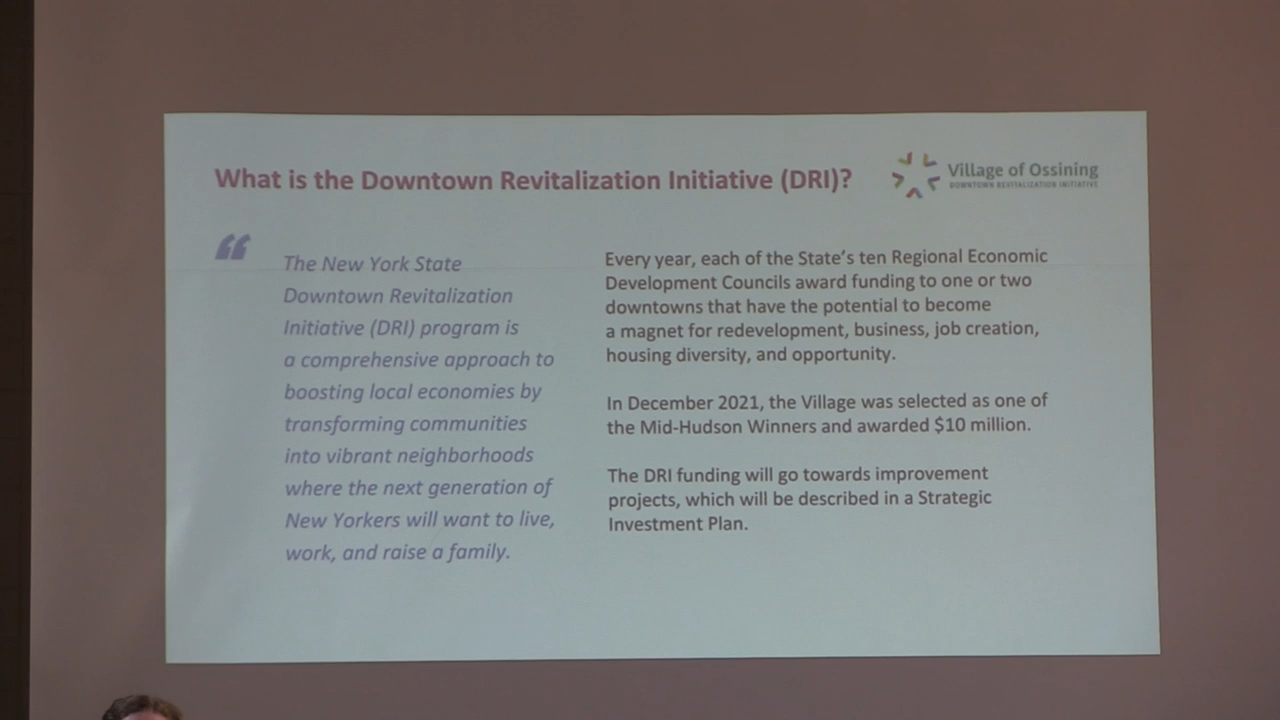 What is the Downtown Revitalization Initiative (DRI)?
Village of Ossining
DOWNTOWN REVITALIZATION INITIATIVE
“
The New York State
Downtown Revitalization
Initiative (DRI) program is
a comprehensive approach to
boosting local economies by
transforming communities
into vibrant neighborhoods
where the next generation of
New Yorkers will want to live,
work, and raise a family.
Every year, each of the State's ten Regional Economic
Development Councils award funding to one or two
downtowns that have the potential to become
a magnet for redevelopment, business, job creation,
housing diversity, and opportunity.
In December 2021, the Village was selected as one of
the Mid-Hudson Winners and awarded $10 million.
The DRI funding will go towards improvement
projects, which will be described in a Strategic
Investment Plan.